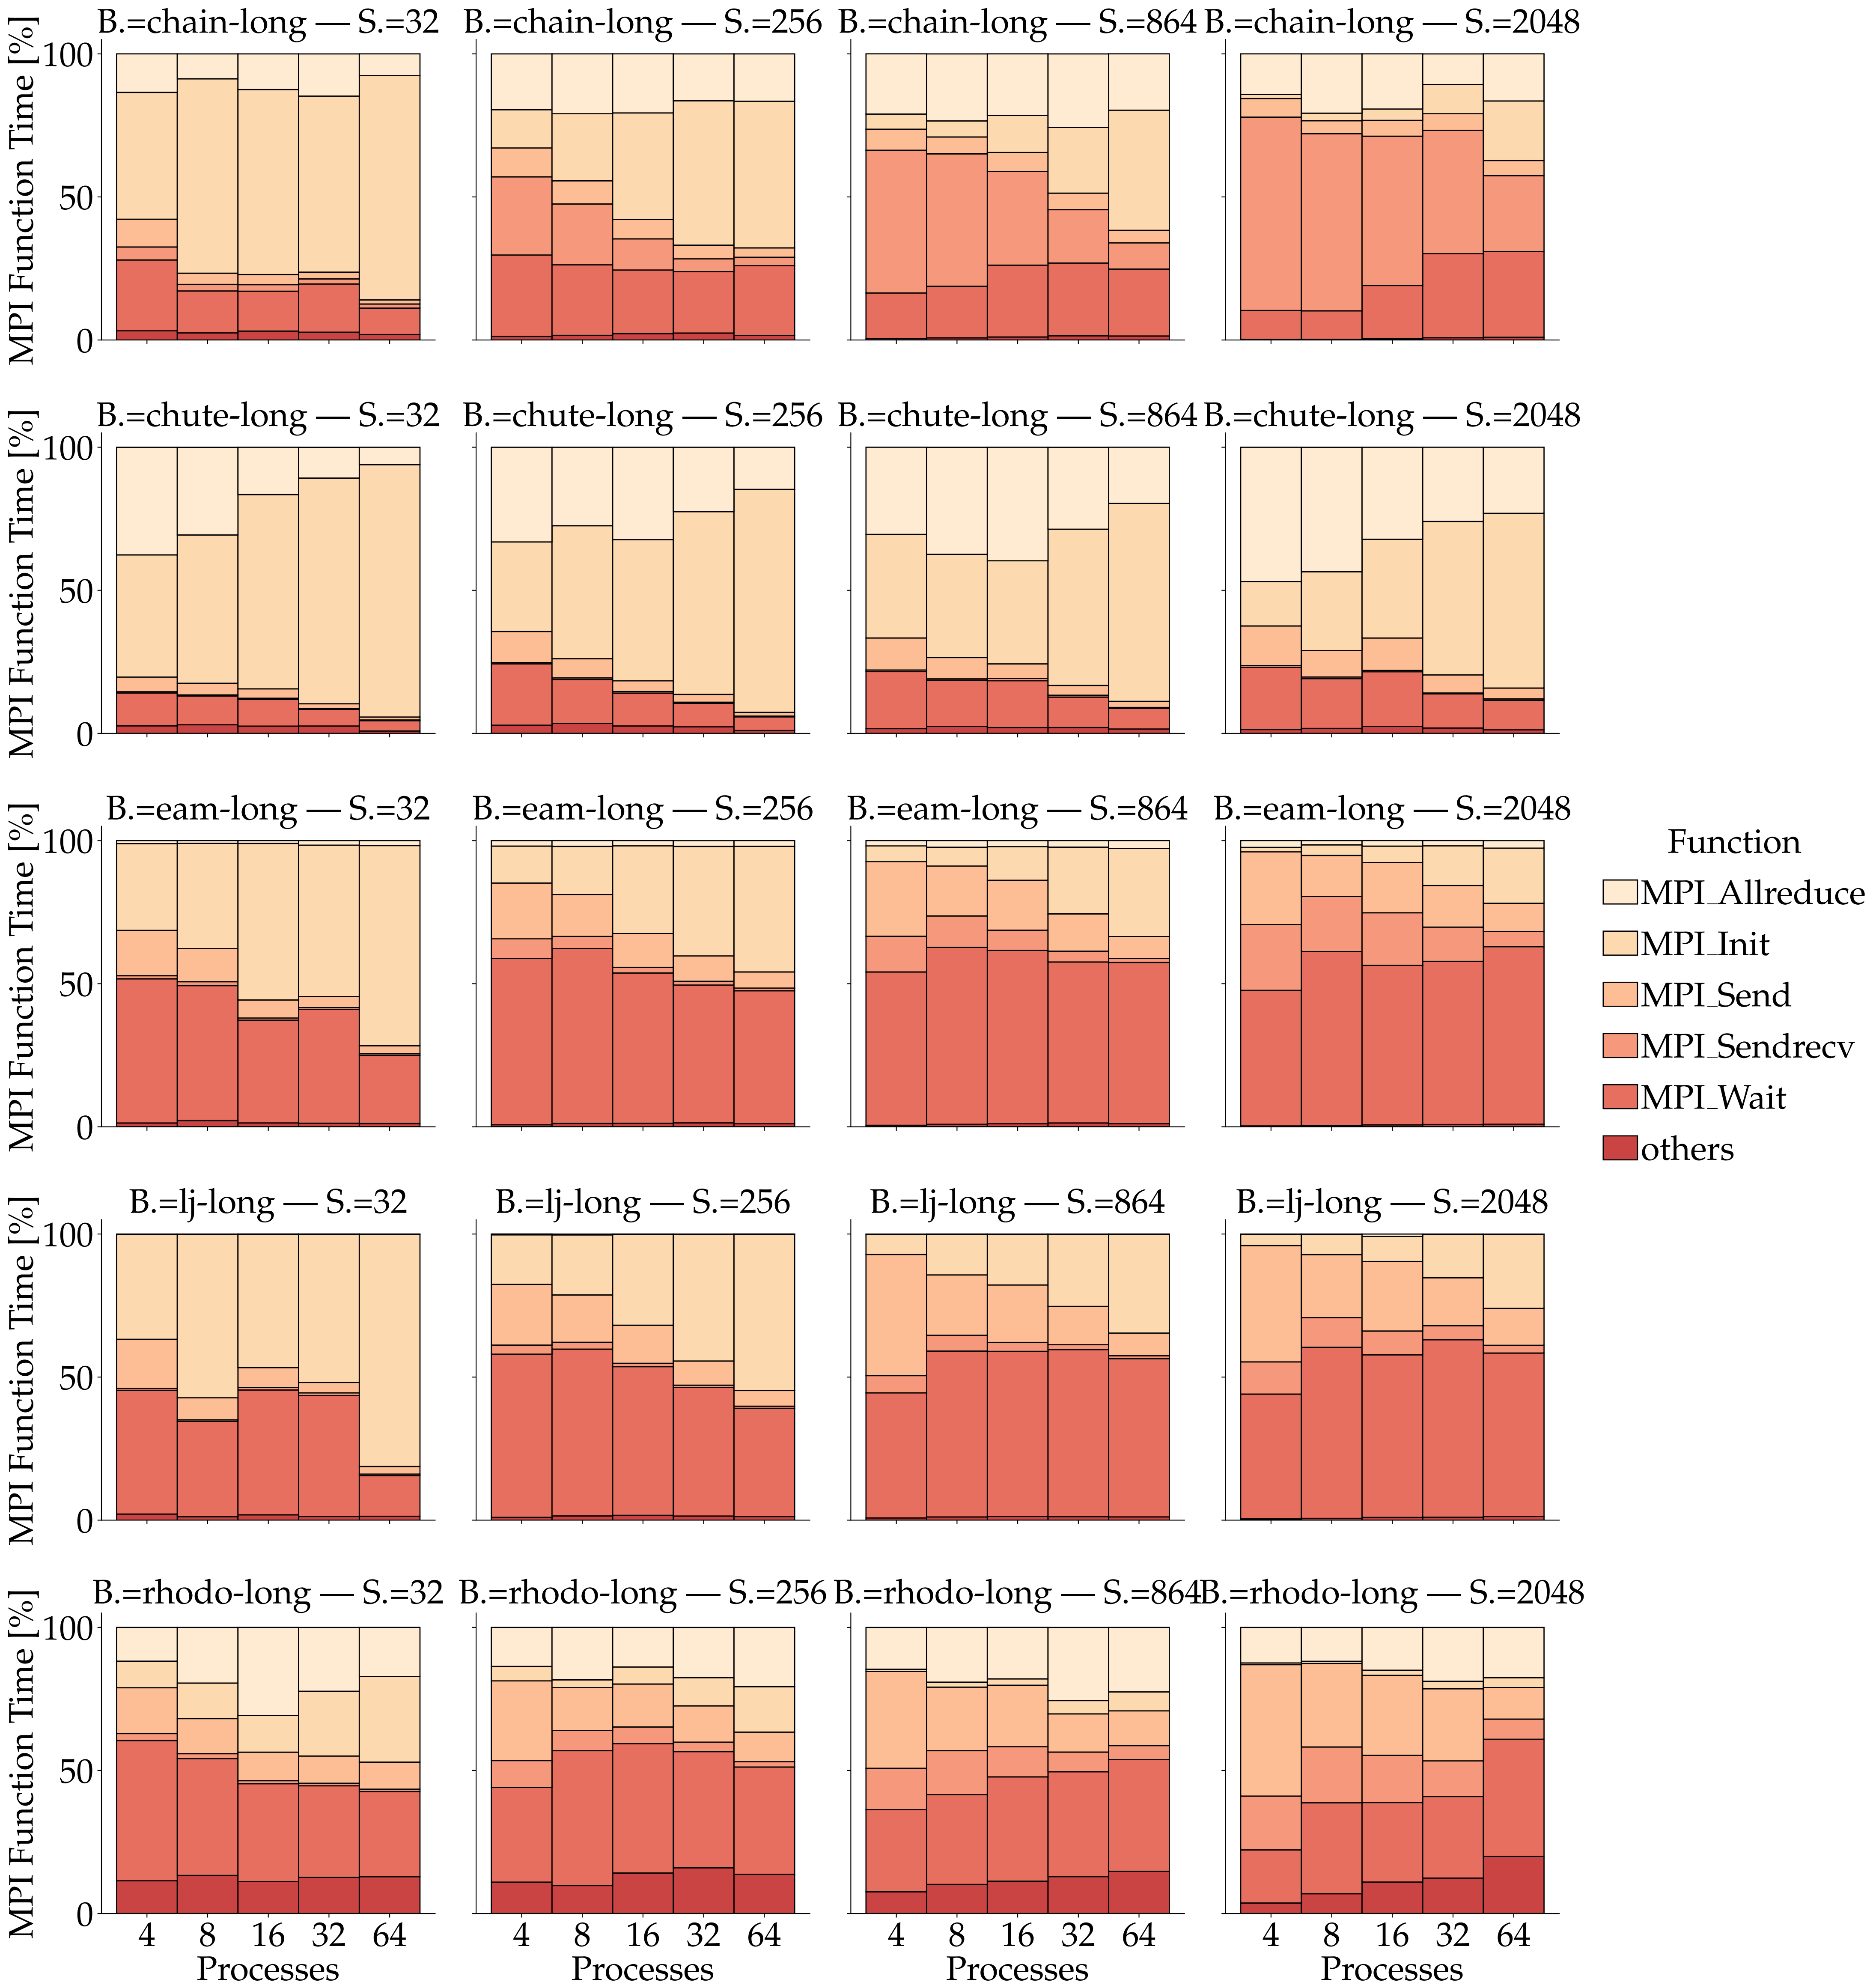 B.=chain-long — S.=32
B.=chain-long — S.=256
B.=chain-long — S.=864
B.=chain-long — S.=2048
MPI Function Time [%]
100
50
0
B.=chute-long — S.=32
B.=chute-long — S.=256
B.=chute-long — S.=864
B.=chute-long — S.=2048
MPI Function Time [%]
100
50
0
B.=eam-long — S.=32
B.=eam-long — S.=256
B.=eam-long — S.=864
B.=eam-long — S.=2048
MPI Function Time [%]
100
50
0
Function
MPI_Allreduce
MPI_Init
MPI_Send
MPI_Sendrecv
MPI_Wait
others
B.=lj-long — S.=32
B.=lj-long — S.=256
B.=lj-long — S.=864
B.=lj-long — S.=2048
MPI Function Time [%]
100
50
0
B.=rhodo-long — S.=32
B.=rhodo-long — S.=256
B.=rhodo-long — S.=864
B.=rhodo-long — S.=2048
MPI Function Time [%]
100
50
0
4 8 16 32 64
4 8 16 32 64
4 8 16 32 64
4 8 16 32 64
Processes
Processes
Processes
Processes